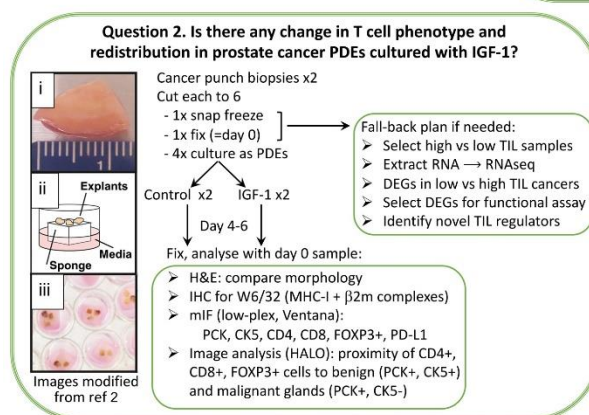 Question 2. Is there any change in T cell phenotype and
redistribution in prostate cancer PDEs cultured with IGF-1?
i
1
ii
Explants
Media
Sponge
iii
Images modified
from ref 2
Cancer punch biopsies x2
Cut each to 6
- 1x snap freeze
- 1x fix (=day 0)
- 4x culture as PDEs
Control x2
IGF-1 x2
Day 4-6
Fix, analyse with day 0 sample:
➢ H&E: compare morphology
➢ IHC for W6/32 (MHC-I + β2m complexes)
➢ mIF (low-plex, Ventana):
PCK, CK5, CD4, CD8, FOXP3+, PD-L1
➢ Image analysis (HALO): proximity of CD4+,
CD8+, FOXP3+ cells to benign (PCK+, CK5+)
and malignant glands (PCK+, CK5-)
Fall-back plan if needed:
➢ Select high vs low TIL samples
➢ Extract RNA → RNAseq
➢ DEGs in low vs high TIL cancers
➢ Select DEGs for functional assay
➢ Identify novel TIL regulators